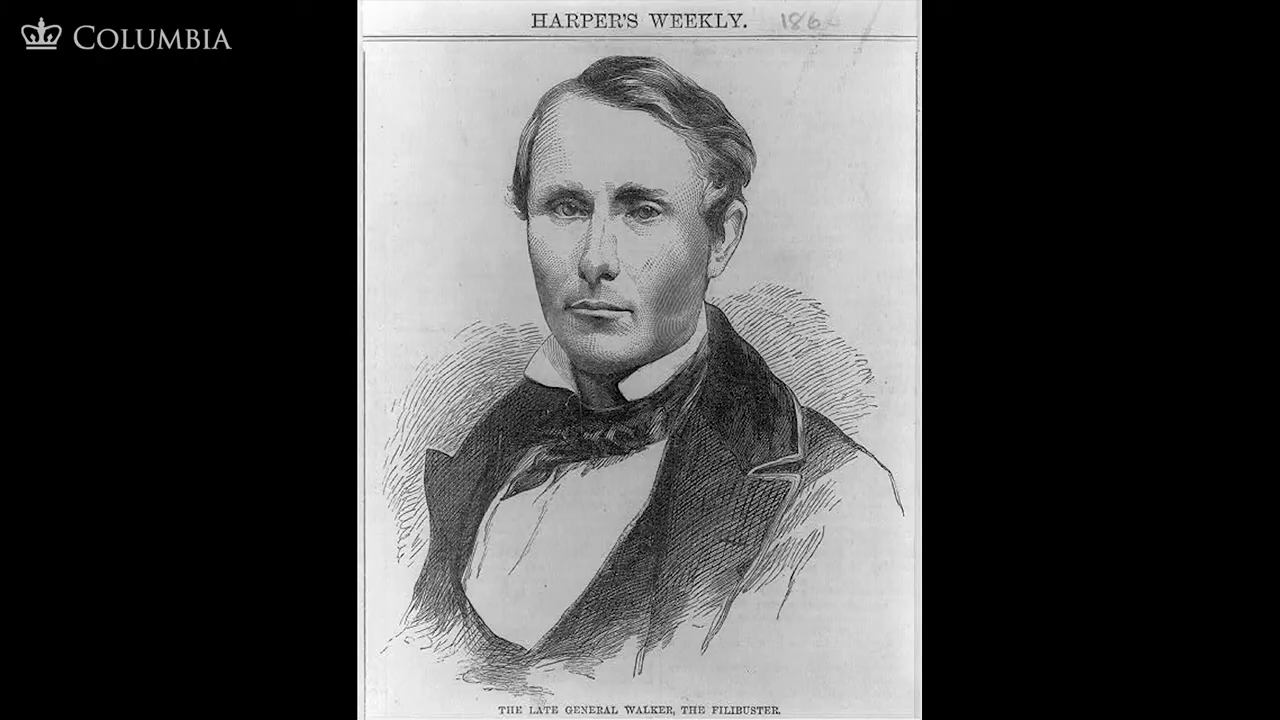 COLUMBIA
HARPER'S WEEKLY.
THE LATE GENERAL WALKER, THE FILIBUSTER.